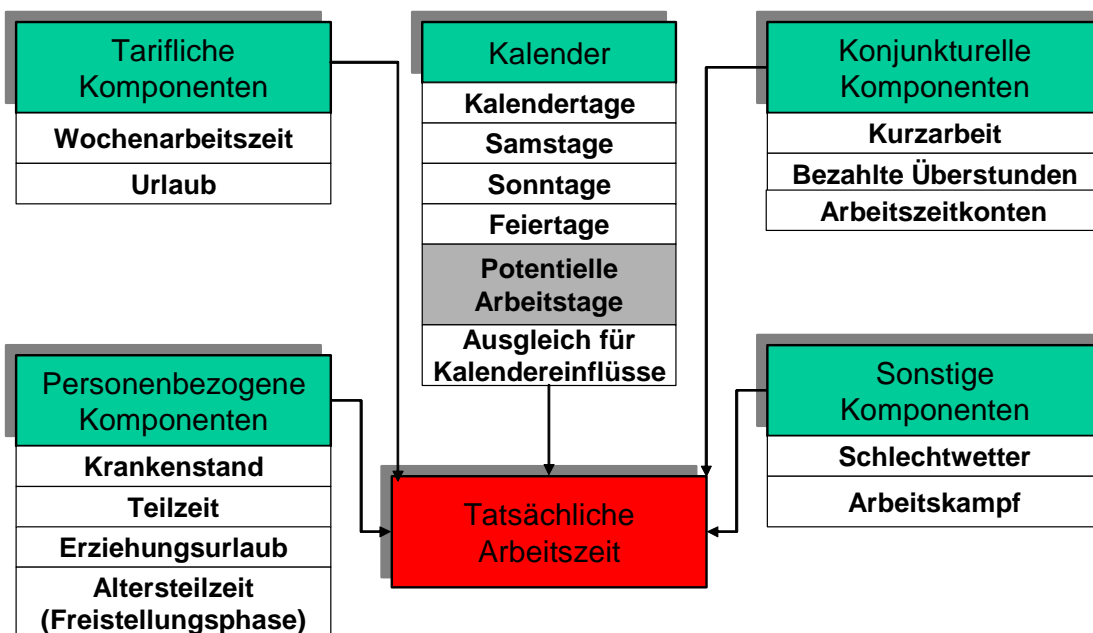 Tarifliche
Komponenten
Wochenarbeitszeit
Urlaub
Kalender
Kalendertage
Samstage
Sonntage
Feiertage
Potentielle
Arbeitstage
Ausgleich für
Kalendereinflüsse
Konjunkturelle
Komponenten
Kurzarbeit
Bezahlte Überstunden
Arbeitszeitkonten
Personenbezogene
Komponenten
Krankenstand
Teilzeit
Erziehungsurlaub
Altersteilzeit
(Freistellungsphase)
Tatsächliche
Arbeitszeit
Sonstige
Komponenten
Schlechtwetter
Arbeitskampf